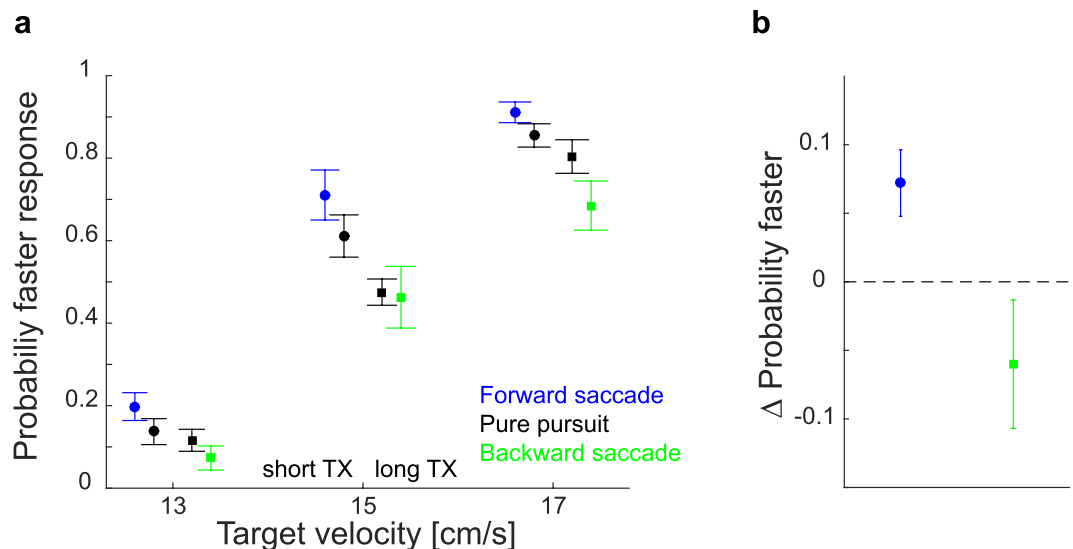 a
Probabiliy faster response
1
0.8
0.6
0.4
0.2
0
13
15
17
Target velocity [cm/s]
short TX
long TX
Forward saccade
Pure pursuit
Backward saccade
b
Δ Probability faster
0.1
0
-0.1